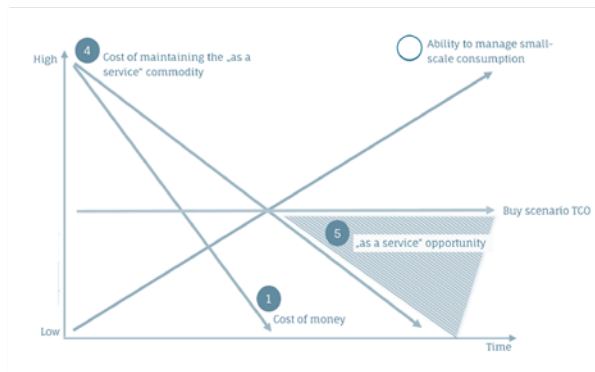 High
4
Cost of maintaining the „as a
service“ commodity
Ability to manage small-
scale consumption
Buy scenario TCO
5
„as a service“ opportunity
1
Cost of money
Low
Time